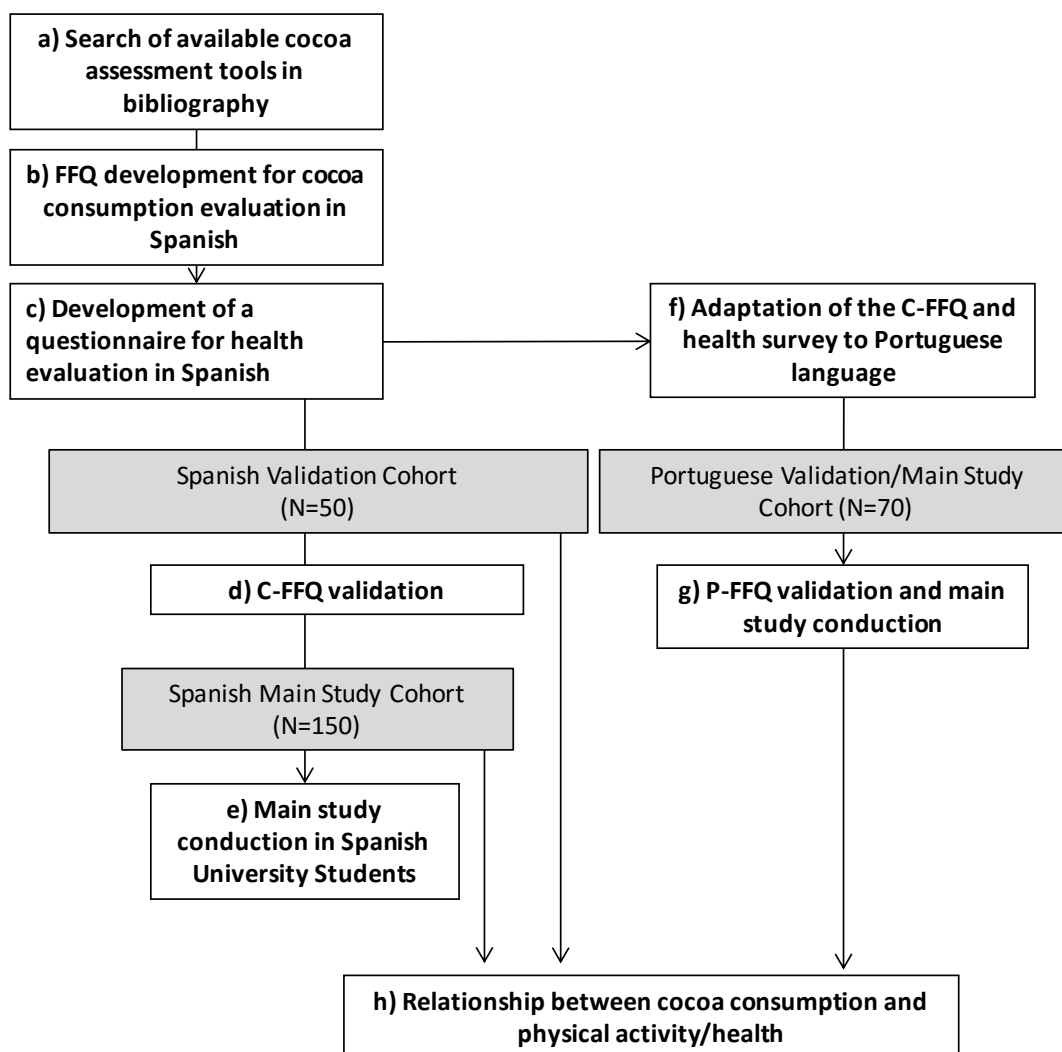 a) Search of available cocoa
assessment tools in
bibliography
b) FFQ development for cocoa
consumption evaluation in
Spanish
c) Development of a
questionnaire for health
evaluation in Spanish
f) Adaptation of the C-FFQ and
health survey to Portuguese
language
Spanish Validation Cohort
(N=50)
Portuguese Validation/Main Study
Cohort (N=70)
d) C-FFQ validation
g) P-FFQ validation and main
study conduction
Spanish Main Study Cohort
(N=150)
e) Main study
conduction in Spanish
University Students
h) Relationship between cocoa consumption and
physical activity/health